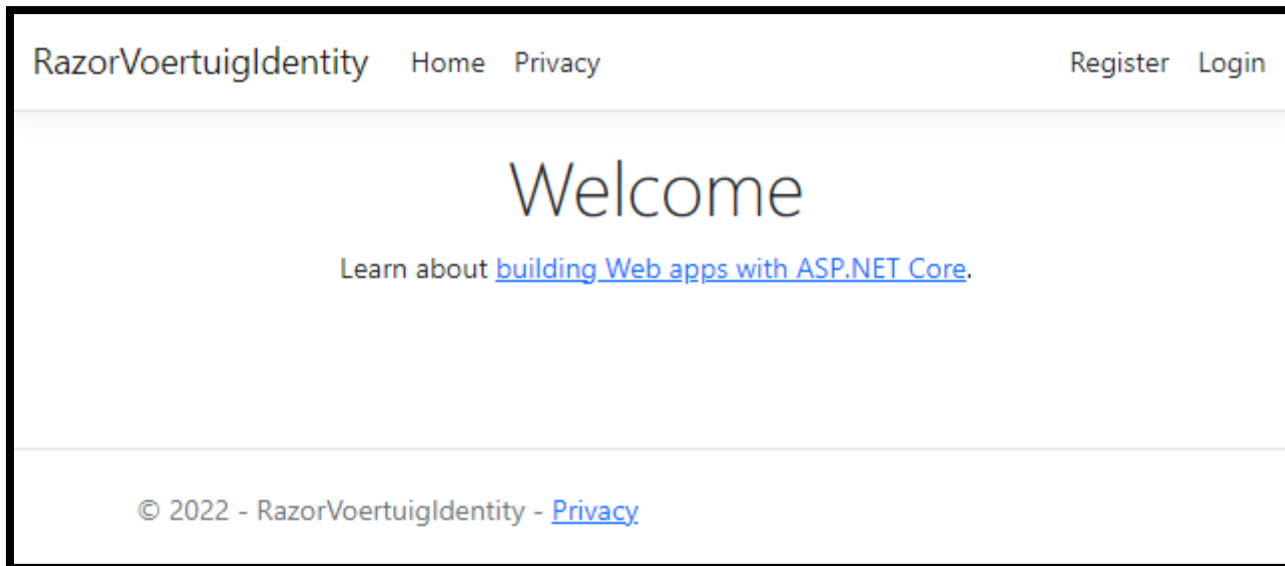 RazorVoertuigIdentity Home Privacy Register Login
Welcome
Learn about building Web apps with ASP.NET Core.
© 2022 - RazorVoertuigIdentity - Privacy